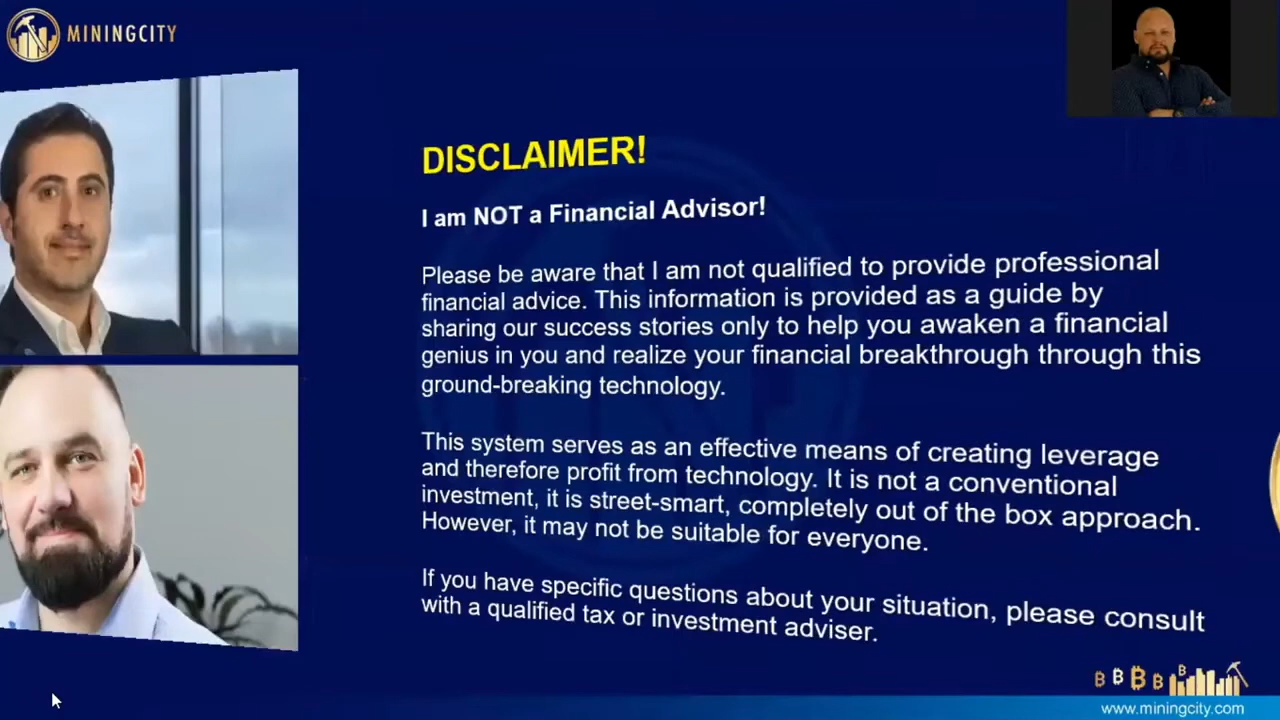 MININGCITY
DISCLAIMER!
I am NOT a Financial Advisor!
Please be aware that I am not qualified to provide professional
financial advice. This information is provided as a guide by
sharing our success stories only to help you awaken a financial
genius in you and realize your financial breakthrough through this
ground-breaking technology.
This system serves as an effective means of creating leverage
and therefore profit from technology. It is not a conventional
investment, it is street-smart, completely out of the box approach.
However, it may not be suitable for everyone.
If you have specific questions about your situation, please consult
with a qualified tax or investment adviser.
www.miningcity.com